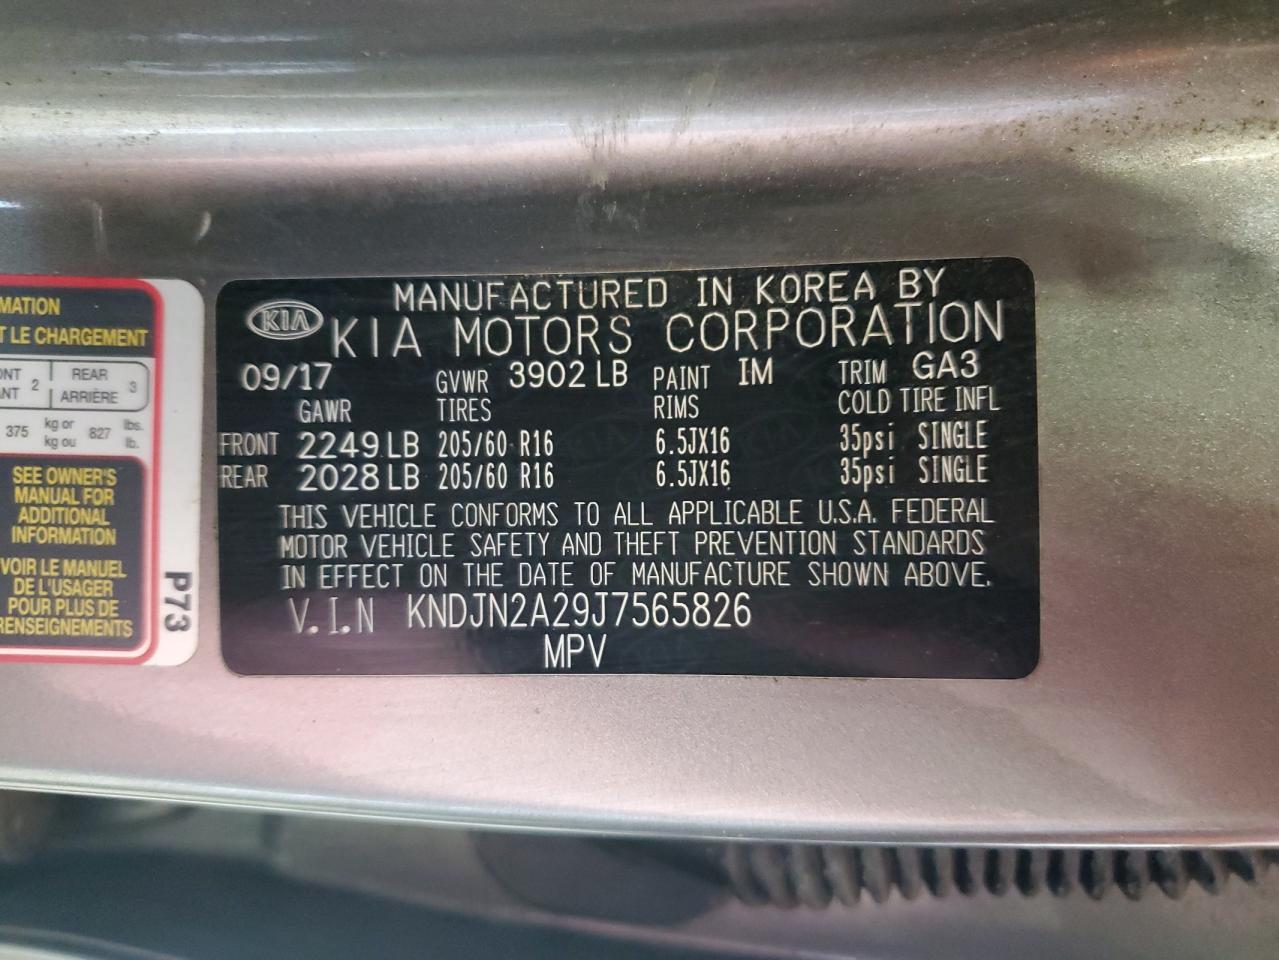 MATION
T LE CHARGEMENT
NT 2 REAR 3
NT ARRIÈRE
375 kg or 827 lbs.
kg ou lb.
SEE OWNER'S
MANUAL FOR
ADDITIONAL
INFORMATION
VOIR LE MANUEL
DE L'USAGER
POUR PLUS DE
RENSEIGNEMENTS
P73
KIA
MANUFACTURED IN KOREA BY
KIA MOTORS CORPORATION
09/17 GVWR 3902 LB PAINT IM TRIM GA3
GAWR TIRES RIMS COLD TIRE INFL
FRONT 2249 LB 205/60 R16 6.5JX16 35psi SINGLE
REAR 2028 LB 205/60 R16 6.5JX16 35psi SINGLE
THIS VEHICLE CONFORMS TO ALL APPLICABLE U.S.A. FEDERAL
MOTOR VEHICLE SAFETY AND THEFT PREVENTION STANDARDS
IN EFFECT ON THE DATE OF MANUFACTURE SHOWN ABOVE.
V.I.N KNDJN2A29J7565826
MPV